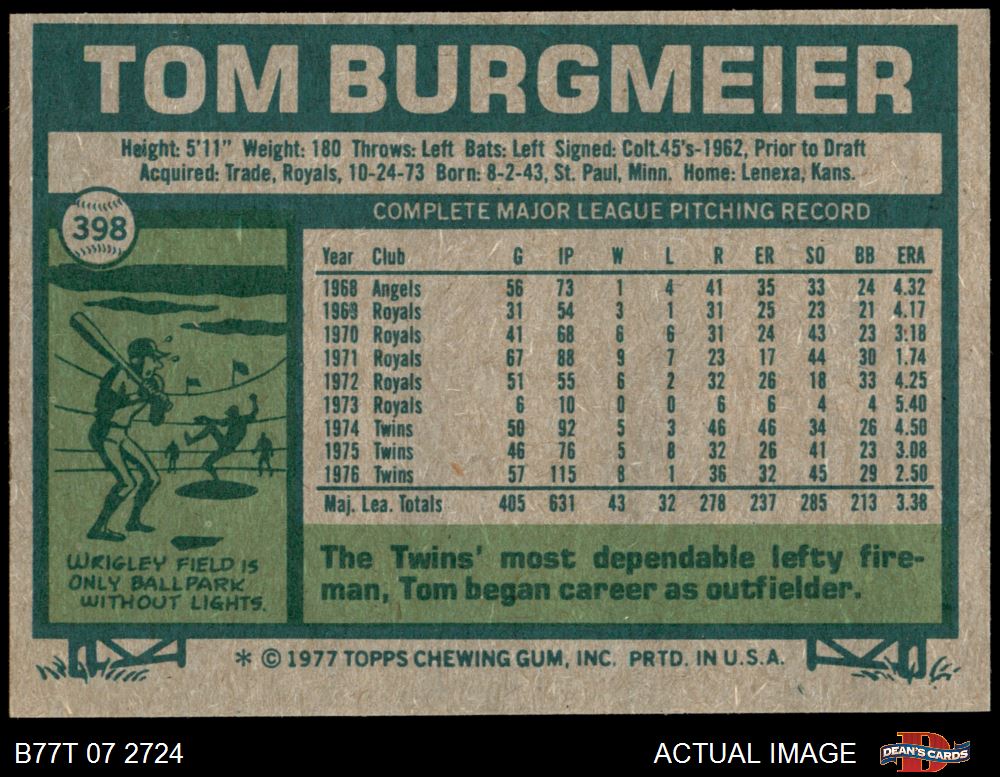 TOM BURGMEIER
Height: 5'11" Weight: 180 Throws: Left Bats: Left Signed: Colt.45's-1962, Prior to Draft
Acquired: Trade, Royals, 10-24-73 Born: 8-2-43, St. Paul, Minn. Home: Lenexa, Kans.
398
COMPLETE MAJOR LEAGUE PITCHING RECORD
Year Club G IP W L R ER SO BB ERA
1968 Angels 56 73 1 4 41 35 33 24 4.32
1969 Royals 31 54 3 1 31 25 23 21 4.17
1970 Royals 41 68 6 6 31 24 43 23 3.18
1971 Royals 67 88 9 7 23 17 44 30 1.74
1972 Royals 51 55 6 2 32 26 18 33 4.25
1973 Royals 6 10 0 0 6 6 4 4 5.40
1974 Twins 50 92 5 3 46 46 34 26 4.50
1975 Twins 46 76 5 8 32 26 41 23 3.08
1976 Twins 57 115 8 1 36 32 45 29 2.50
Maj. Lea. Totals 405 631 43 32 278 237 285 213 3.38
WRIGLEY FIELD IS
ONLY BALLPARK
WITHOUT LIGHTS.
The Twins' most dependable lefty fire-
man, Tom began career as outfielder.
* © 1977 TOPPS CHEWING GUM, INC. PRTD. IN U.S.A.
B77T 07 2724
ACTUAL IMAGE
D
DEAN'S CARDS